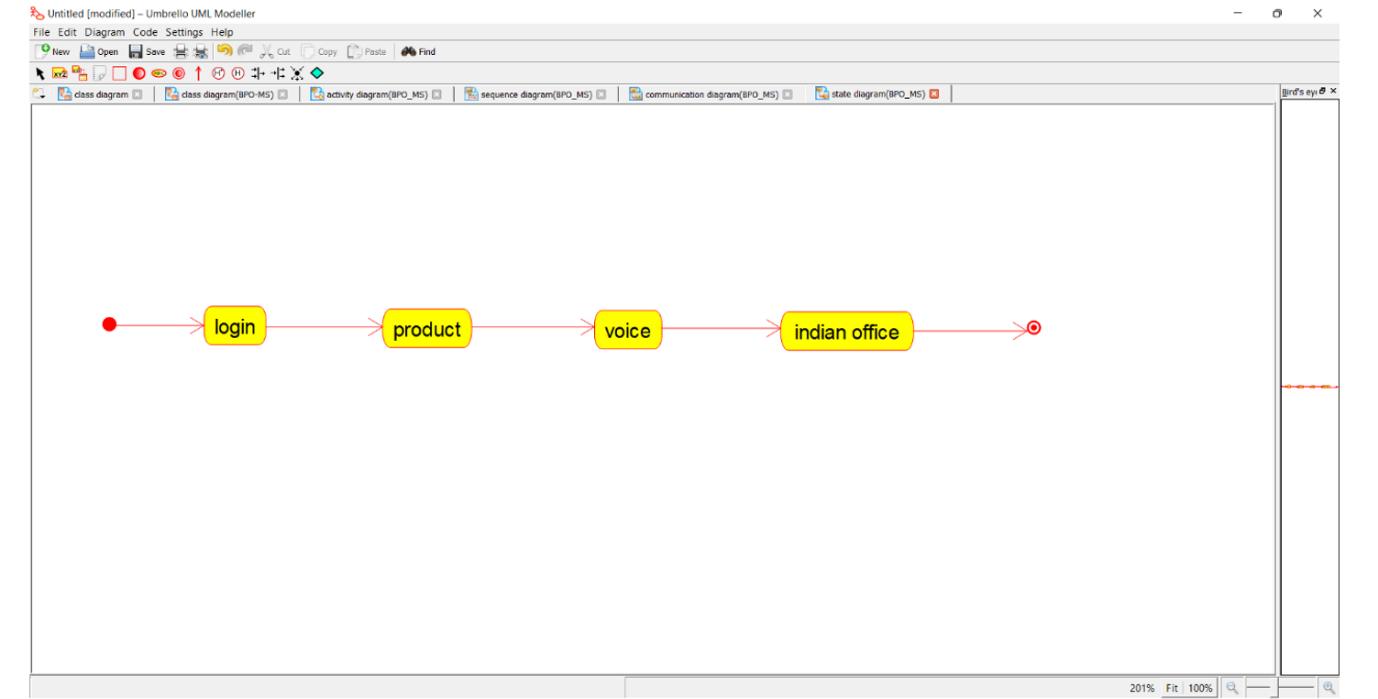 Untitled [modified] – Umbrello UML Modeller
File Edit Diagram Code Settings Help
New Open Save Cut Copy Paste Find
class diagram class diagram(BPO-MS) activity diagram(BPO_MS) sequence diagram(BPO_MS) communication diagram(BPO_MS) state diagram(BPO_MS) Bird's eye
login product voice indian office
201% Fit 100%